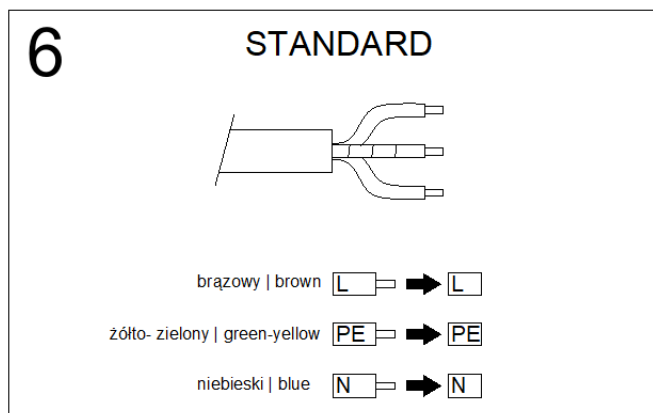 6 STANDARD
brązowy | brown L L
żółto- zielony | green-yellow PE PE
niebieski | blue N N